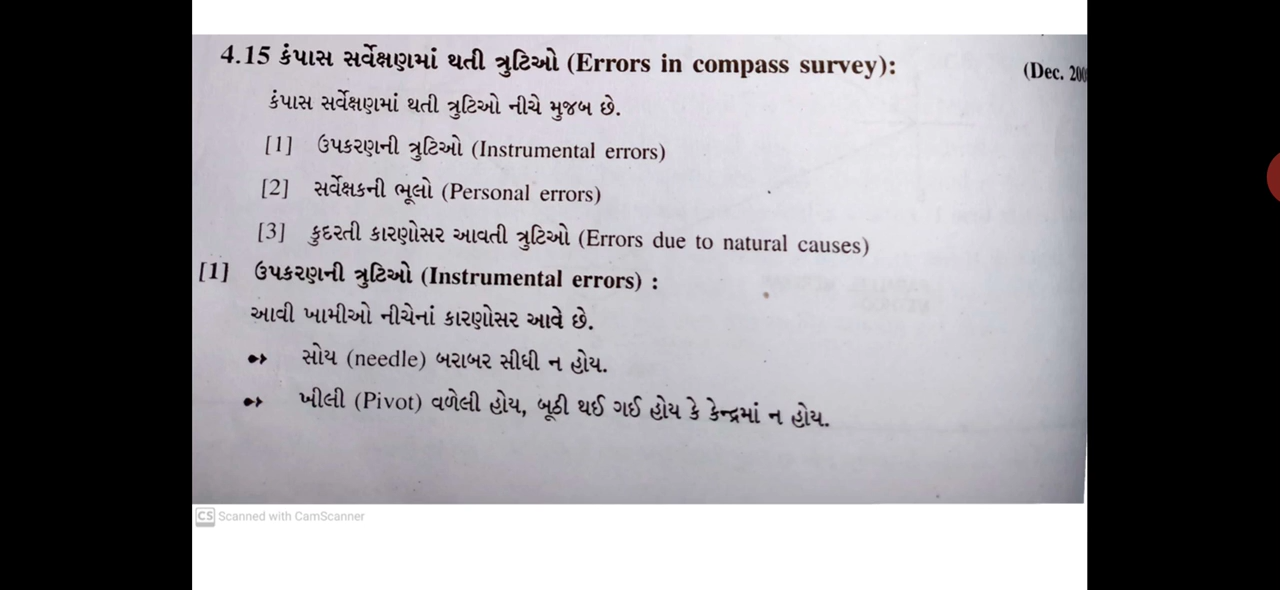 4.15 કંપાસ સર્વેક્ષણમાં થતી ત્રુટિઓ (Errors in compass survey):
(Dec. 200
કંપાસ સર્વેક્ષણમાં થતી ત્રુટિઓ નીચે મુજબ છે.
[1] ઉપકરણની ત્રુટિઓ (Instrumental errors)
[2] સર્વેક્ષકની ભૂલો (Personal errors)
[3] કુદરતી કારણોસર આવતી ત્રુટિઓ (Errors due to natural causes)
[1] ઉપકરણની ત્રુટિઓ (Instrumental errors) :
આવી ખામીઓ નીચેનાં કારણોસર આવે છે.
સોય (needle) બરાબર સીધી ન હોય.
ખીલી (Pivot) વળેલી હોય, બૂઠી થઈ ગઈ હોય કે કેન્દ્રમાં ન હોય.
CS Scanned with CamScanner